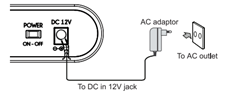 POWER
ON - OFF
DC 12V
AC adaptor
To AC outlet
To DC in 12V jack